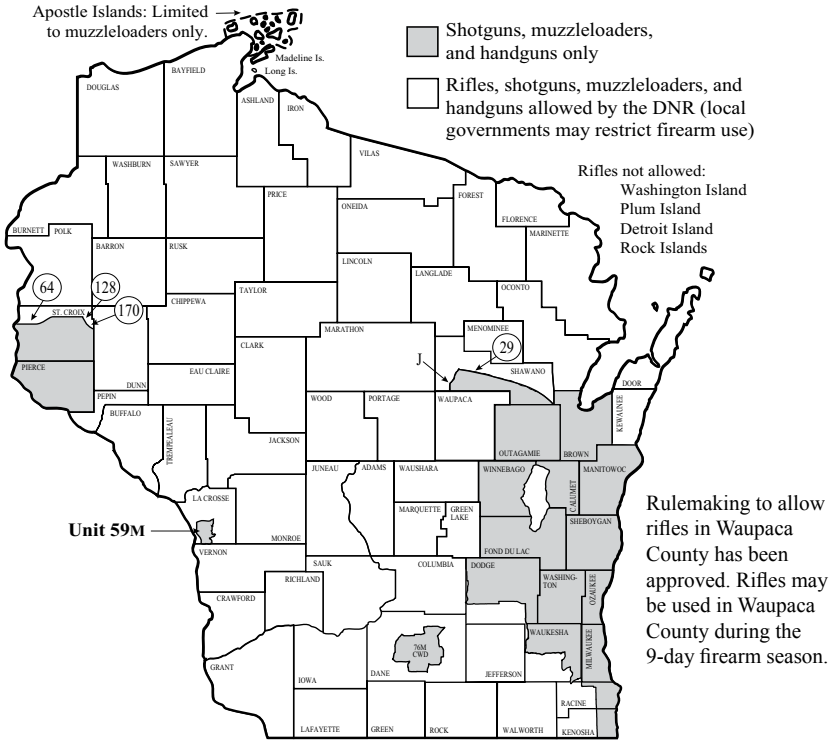 Apostle Islands: Limited
to muzzleloaders only.
Madeline Is.
Long Is.
Shotguns, muzzleloaders,
and handguns only
Rifles, shotguns, muzzleloaders, and
handguns allowed by the DNR (local
governments may restrict firearm use)
Rifles not allowed:
Washington Island
Plum Island
Detroit Island
Rock Islands
DOUGLAS
BAYFIELD
ASHLAND
IRON
VILAS
WASHBURN
SAWYER
PRICE
ONEIDA
FOREST
FLORENCE
MARINETTE
BURNETT
POLK
BARRON
RUSK
LINCOLN
LANGLADE
OCONTO
64
128
170
ST. CROIX
CHIPPEWA
TAYLOR
MARATHON
MENOMINEE
29
J
SHAWANO
CLARK
PIERCE
DUNN
EAU CLAIRE
PEPIN
DOOR
BUFFALO
TREMPEALEAU
JACKSON
WOOD
PORTAGE
WAUPACA
OUTAGAMIE
BROWN
KEWAUNEE
JUNEAU
ADAMS
WAUSHARA
WINNEBAGO
CALUMET
MANITOWOC
LA CROSSE
MONROE
MARQUETTE
GREEN
LAKE
SHEBOYGAN
Unit 59M
VERNON
FOND DU LAC
SAUK
COLUMBIA
DODGE
RICHLAND
CRAWFORD
WASHING-
TON
OZAUKEE
Rulemaking to allow
rifles in Waupaca
County has been
approved. Rifles may
be used in Waupaca
County during the
9-day firearm season.
GRANT
IOWA
DANE
76M
CWD
JEFFERSON
WAUKESHA
MILWAUKEE
LAFAYETTE
GREEN
ROCK
WALWORTH
RACINE
KENOSHA